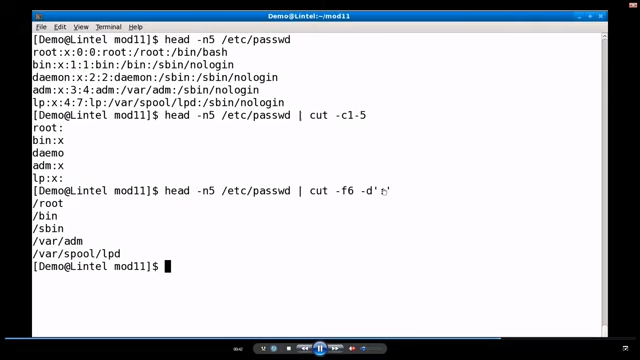 Demo@Lintel:~/mod11
File Edit View Terminal Help
[Demo@Lintel mod11]$ head -n5 /etc/passwd
root:x:0:0:root:/root:/bin/bash
bin:x:1:1:bin:/bin:/sbin/nologin
daemon:x:2:2:daemon:/sbin:/sbin/nologin
adm:x:3:4:adm:/var/adm:/sbin/nologin
lp:x:4:7:lp:/var/spool/lpd:/sbin/nologin
[Demo@Lintel mod11]$ head -n5 /etc/passwd | cut -c1-5
root:
bin:x
daemo
adm:x
lp:x:
[Demo@Lintel mod11]$ head -n5 /etc/passwd | cut -f6 -d':'
/root
/bin
/sbin
/var/adm
/var/spool/lpd
[Demo@Lintel mod11]$
00:42